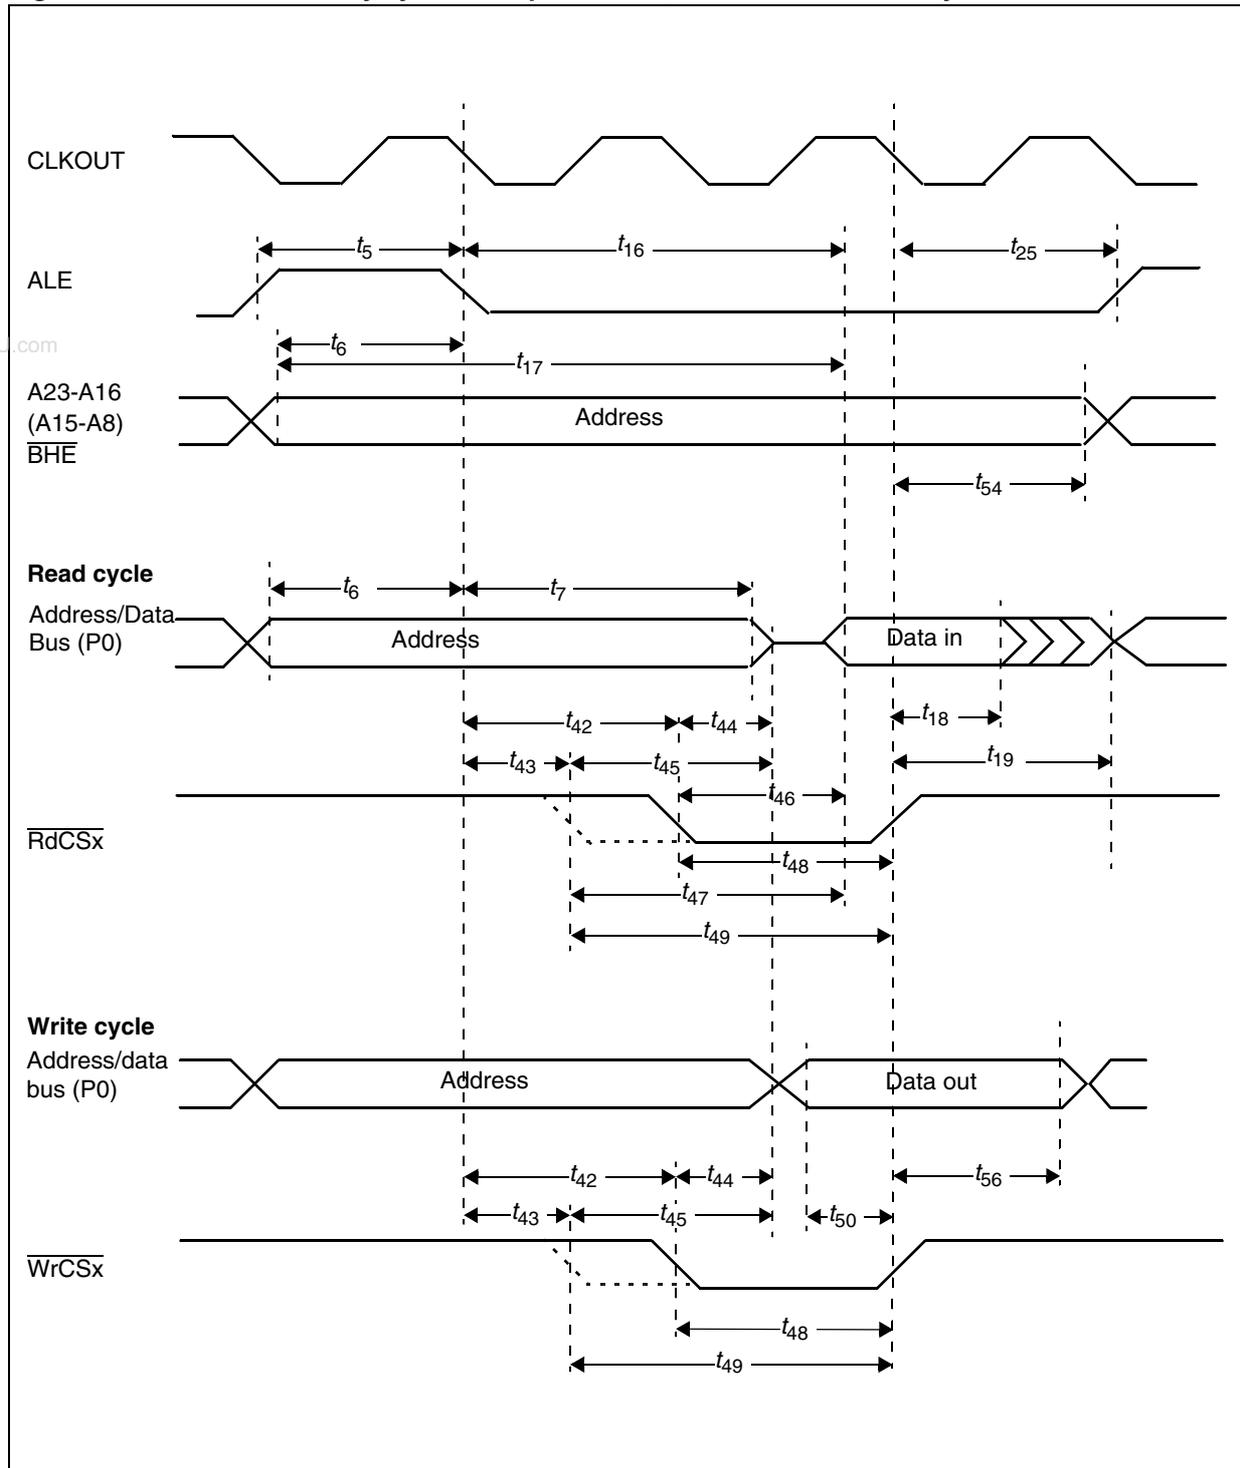 CLKOUT
t5
t16
t25
ALE
.com
t6
t17
A23-A16
(A15-A8)
BHE
Address
t54
Read cycle
t6
t7
Address/Data
Bus (P0)
Address
Data in
t42
t44
t18
t43
t45
t19
t46
RdCSx
t48
t47
t49
Write cycle
Address/data
bus (P0)
Address
Data out
t42
t44
t56
t43
t45
t50
WrCSx
t48
t49